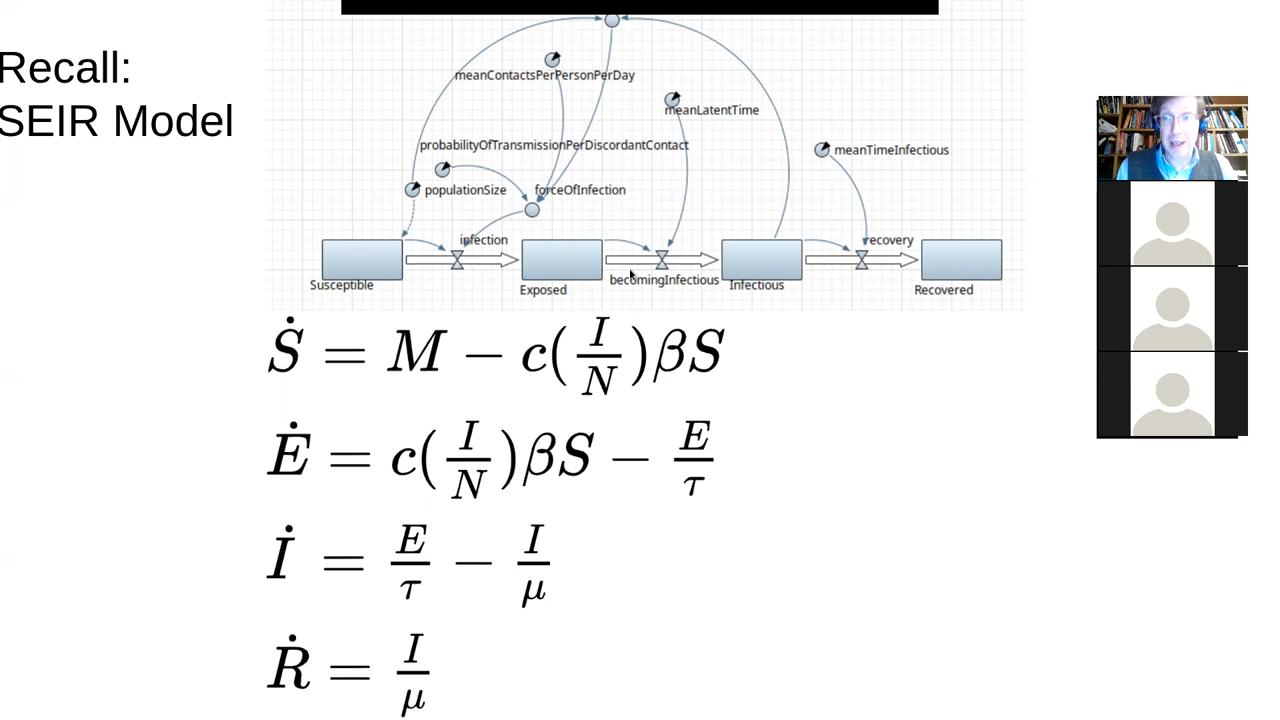 Recall:
SEIR Model
meanContactsPerPersonPerDay
meanLatentTime
probabilityOfTransmissionPerDiscordantContact
meanTimeInfectious
populationSize
forceOfInfection
infection
recovery
becomingInfectious
Susceptible
Exposed
Infectious
Recovered
Ṡ = M − c(I/N)βS
Ė = c(I/N)βS − E/τ
İ = E/τ − I/μ
Ṙ = I/μ